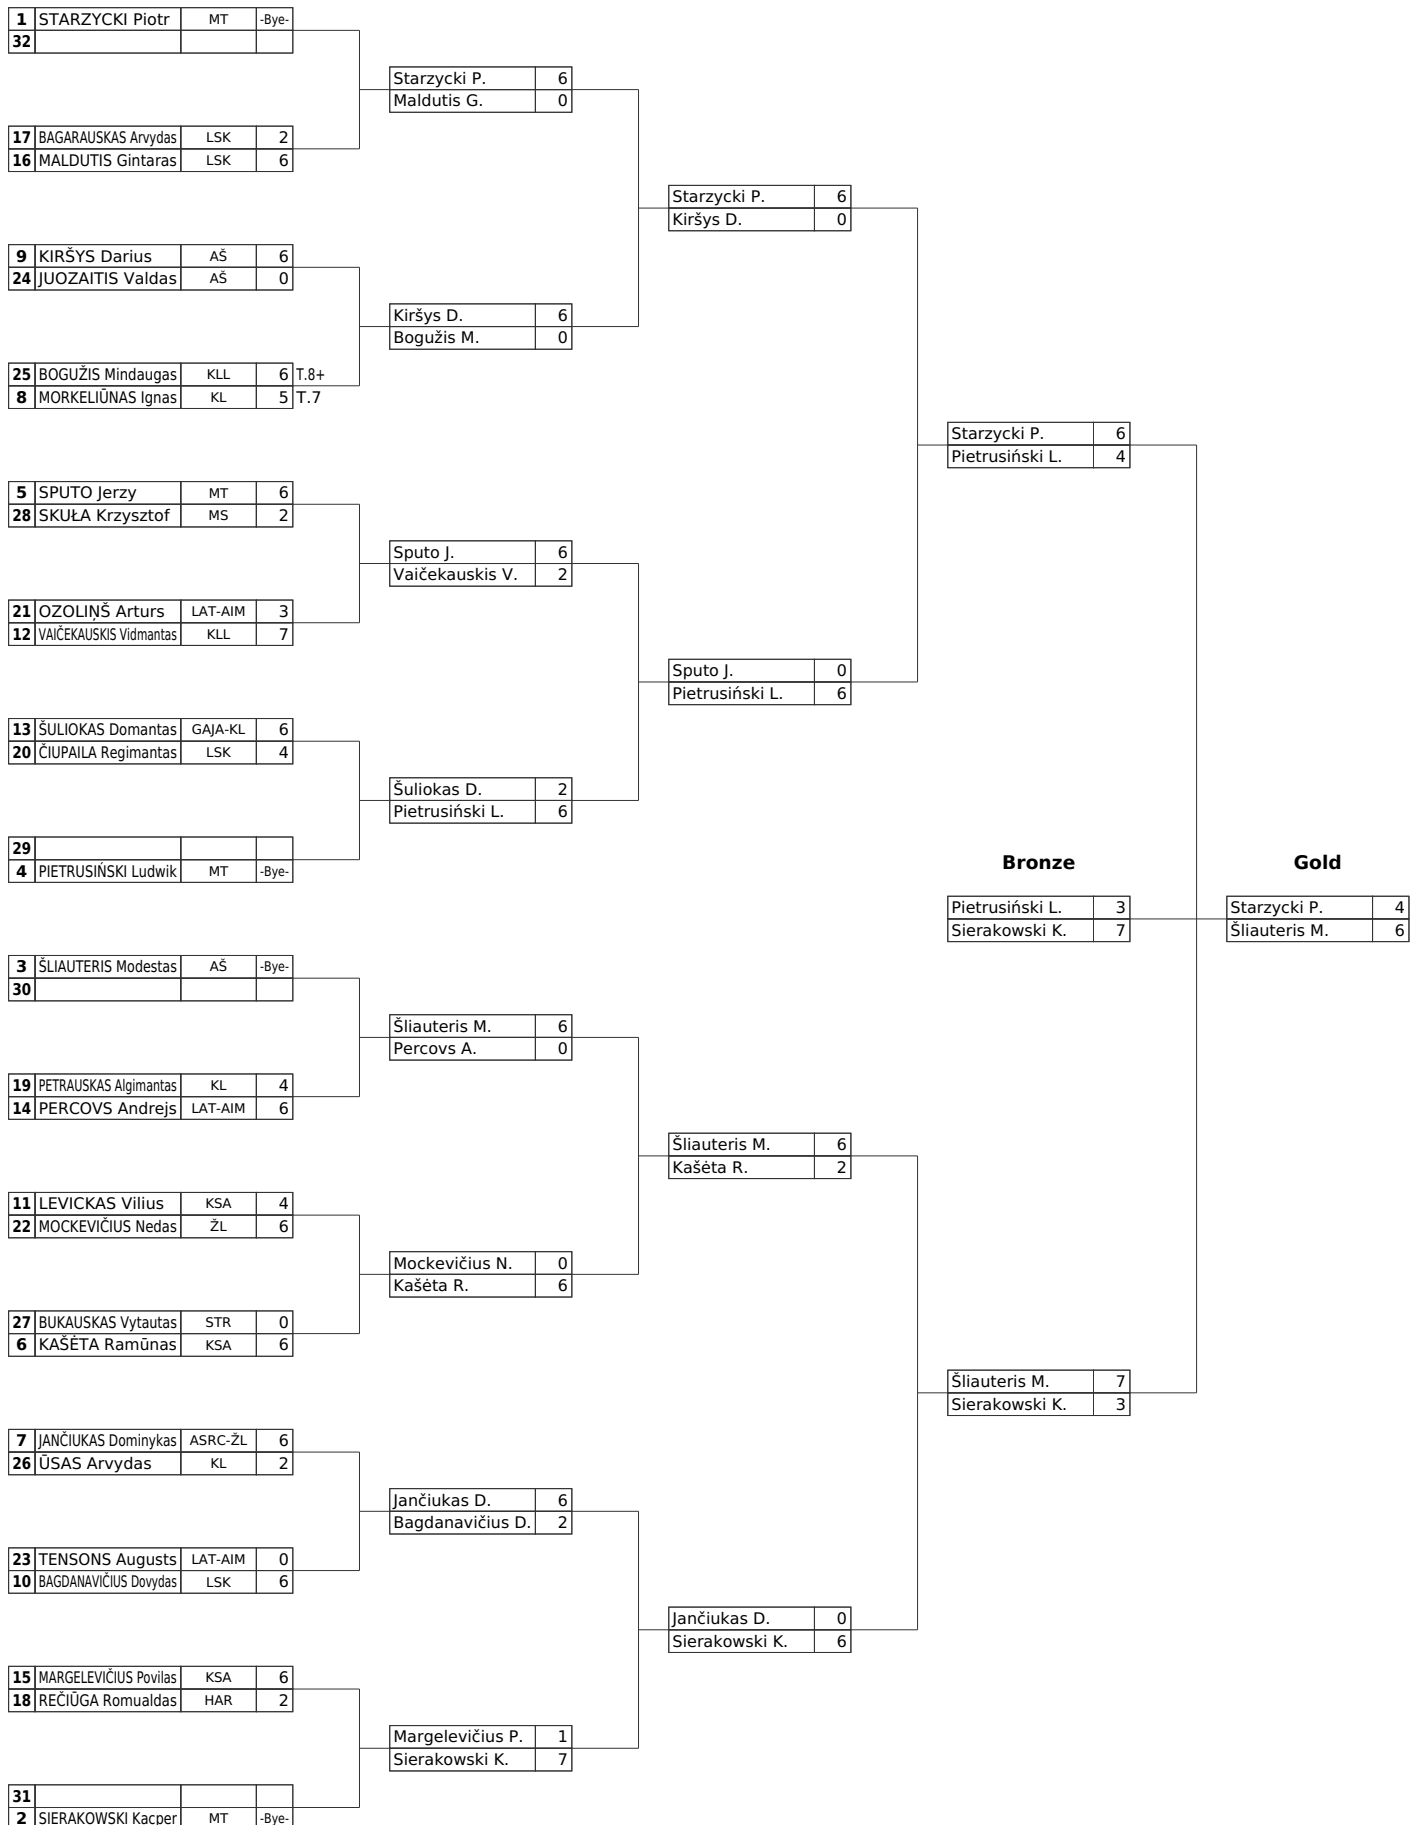 1 STARZYCKI Piotr MT -Bye-
32
Starzycki P. 6
Maldutis G. 0
17 BAGARAUSKAS Arvydas LSK 2
16 MALDUTIS Gintaras LSK 6
Starzycki P. 6
Kiršys D. 0
9 KIRŠYS Darius AŠ 6
24 JUOZAITIS Valdas AŠ 0
Kiršys D. 6
Bogužis M. 0
25 BOGUŽIS Mindaugas KLL 6 T.8+
8 MORKELIŪNAS Ignas KL 5 T.7
Starzycki P. 6
Pietrusiński L. 4
5 SPUTO Jerzy MT 6
28 SKUŁA Krzysztof MS 2
Sputo J. 6
Vaičekauskis V. 2
21 OZOLIŅŠ Arturs LAT-AIM 3
12 VAIČEKAUSKIS Vidmantas KLL 7
Sputo J. 0
Pietrusiński L. 6
13 ŠULIOKAS Domantas GAJA-KL 6
20 ČIUPAILA Regimantas LSK 4
Šuliokas D. 2
Pietrusiński L. 6
29
4 PIETRUSIŃSKI Ludwik MT -Bye-
Bronze Gold
Pietrusiński L. 3 Starzycki P. 4
Sierakowski K. 7 Šliauteris M. 6
3 ŠLIAUTERIS Modestas AŠ -Bye-
30
Šliauteris M. 6
Percovs A. 0
19 PETRAUSKAS Algimantas KL 4
14 PERCOVS Andrejs LAT-AIM 6
Šliauteris M. 6
Kašėta R. 2
11 LEVICKAS Vilius KSA 4
22 MOCKEVIČIUS Nedas ŽL 6
Mockevičius N. 0
Kašėta R. 6
27 BUKAUSKAS Vytautas STR 0
6 KAŠĖTA Ramūnas KSA 6
Šliauteris M. 7
Sierakowski K. 3
7 JANČIUKAS Dominykas ASRC-ŽL 6
26 ŪSAS Arvydas KL 2
Jančiukas D. 6
Bagdanavičius D. 2
23 TENSONS Augusts LAT-AIM 0
10 BAGDANAVIČIUS Dovydas LSK 6
Jančiukas D. 0
Sierakowski K. 6
15 MARGELEVIČIUS Povilas KSA 6
18 REČIŪGA Romualdas HAR 2
Margelevičius P. 1
Sierakowski K. 7
31
2 SIERAKOWSKI Kacper MT -Bye-